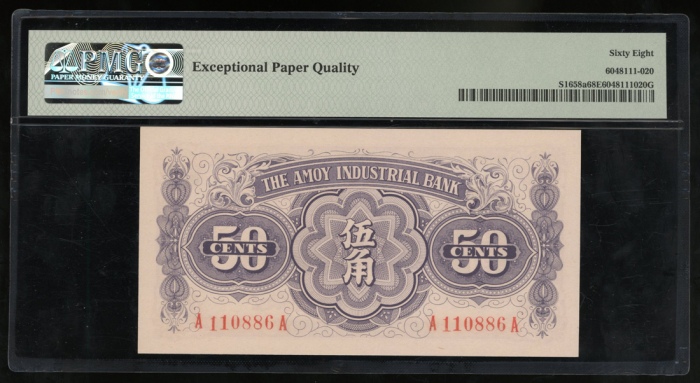 PMG
PAPER MONEY GUARANTY
Exceptional Paper Quality
Sixty Eight
6048111-020
S1658a68E6048111020G
THE AMOY INDUSTRIAL BANK
50 CENTS
伍角
50 CENTS
A 110886 A
A 110886 A